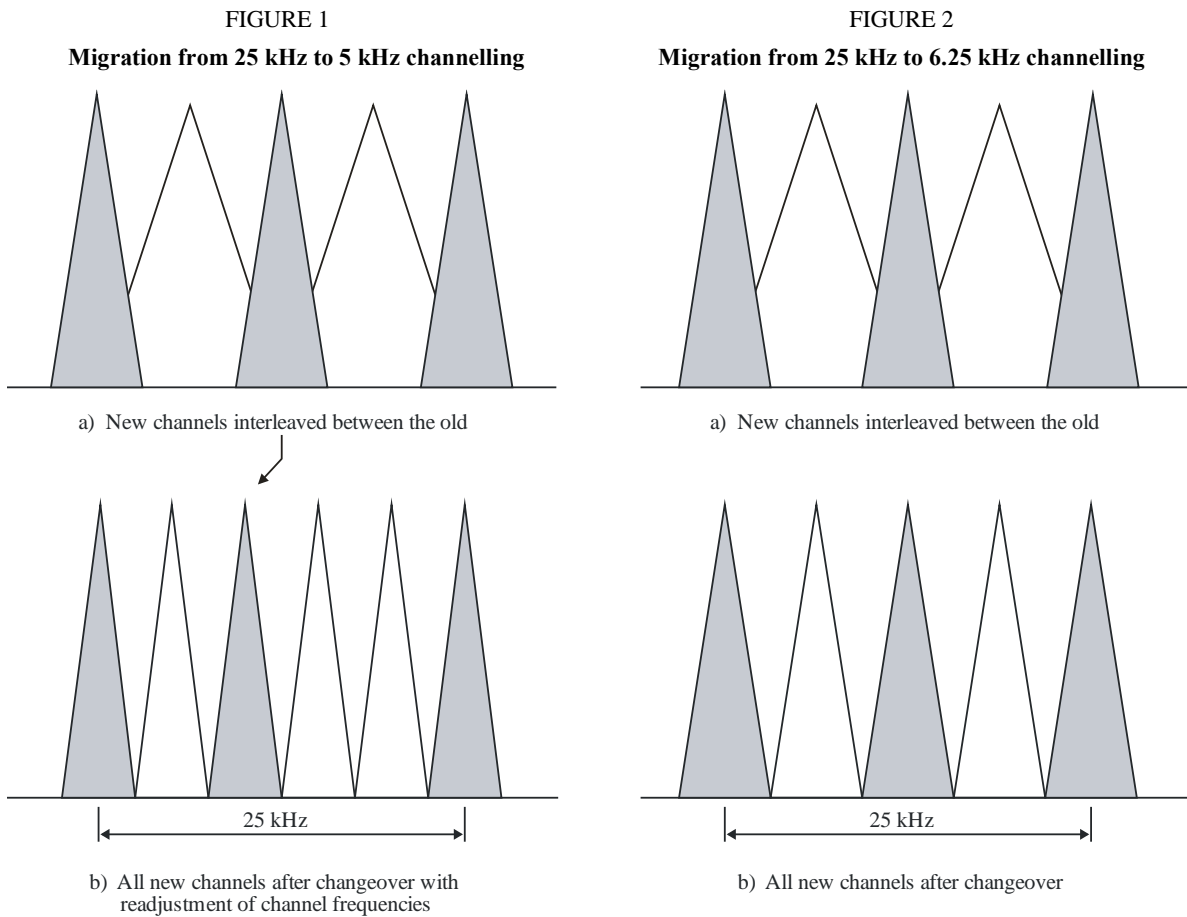 FIGURE 1
Migration from 25 kHz to 5 kHz channelling
a) New channels interleaved between the old
25 kHz
b) All new channels after changeover with
readjustment of channel frequencies
FIGURE 2
Migration from 25 kHz to 6.25 kHz channelling
a) New channels interleaved between the old
25 kHz
b) All new channels after changeover